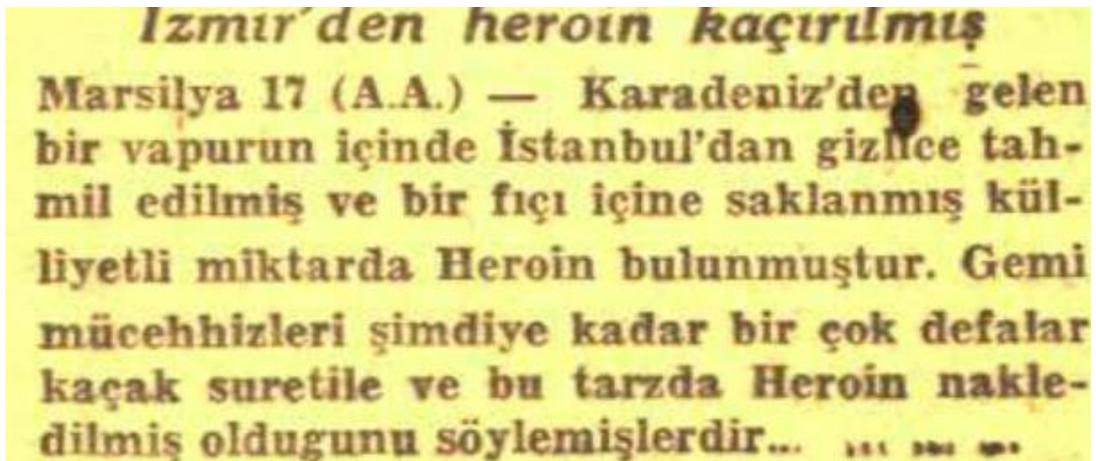 İzmir'den heroin kaçırılmış
Marsilya 17 (A.A.) — Karadeniz'den gelen
bir vapurun içinde İstanbul'dan gizlice tah-
mil edilmiş ve bir fıçı içine saklanmış kül-
liyetli miktarda Heroin bulunmuştur. Gemi
mücehhizleri şimdiye kadar bir çok defalar
kaçak suretile ve bu tarzda Heroin nakle-
dilmiş oldugunu söylemişlerdir...